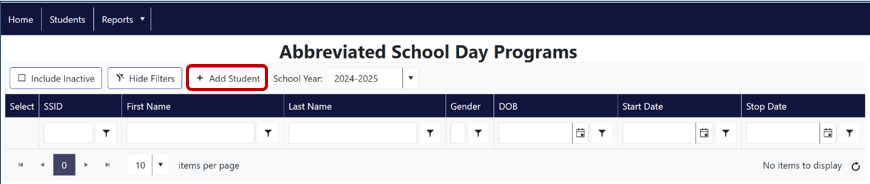 Home Students Reports
Abbreviated School Day Programs
Include Inactive Hide Filters + Add Student School Year: 2024-2025
Select SSID First Name Last Name Gender DOB Start Date Stop Date
0 10 items per page No items to display